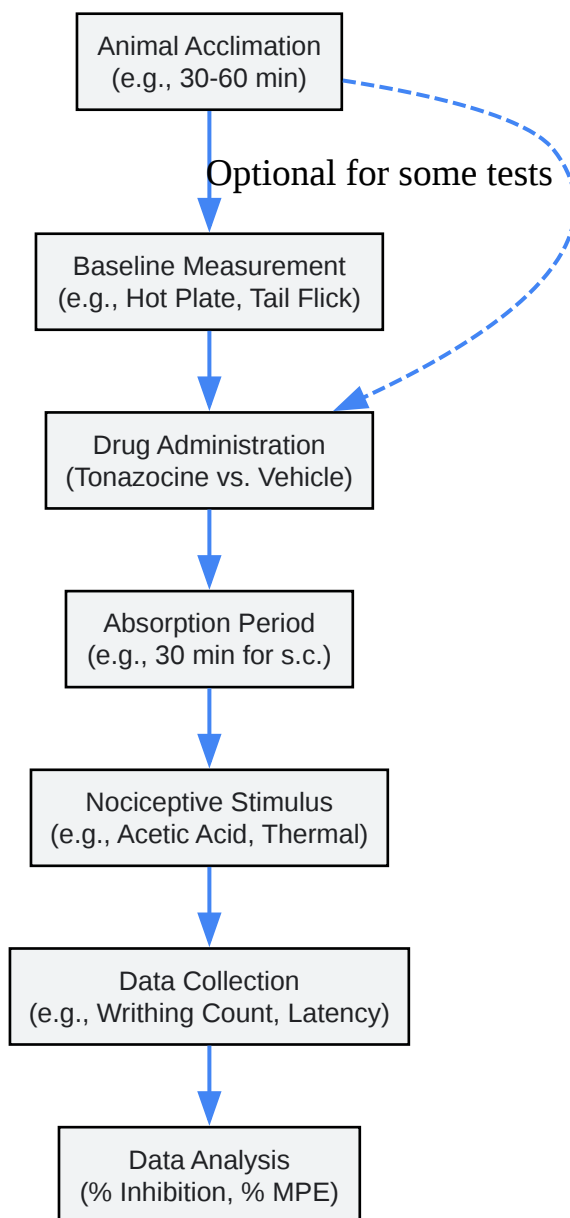 Animal Acclimation
(e.g., 30-60 min)
Optional for some tests
Baseline Measurement
(e.g., Hot Plate, Tail Flick)
Drug Administration
(Tonazocine vs. Vehicle)
Absorption Period
(e.g., 30 min for s.c.)
Nociceptive Stimulus
(e.g., Acetic Acid, Thermal)
Data Collection
(e.g., Writhing Count, Latency)
Data Analysis
(% Inhibition, % MPE)